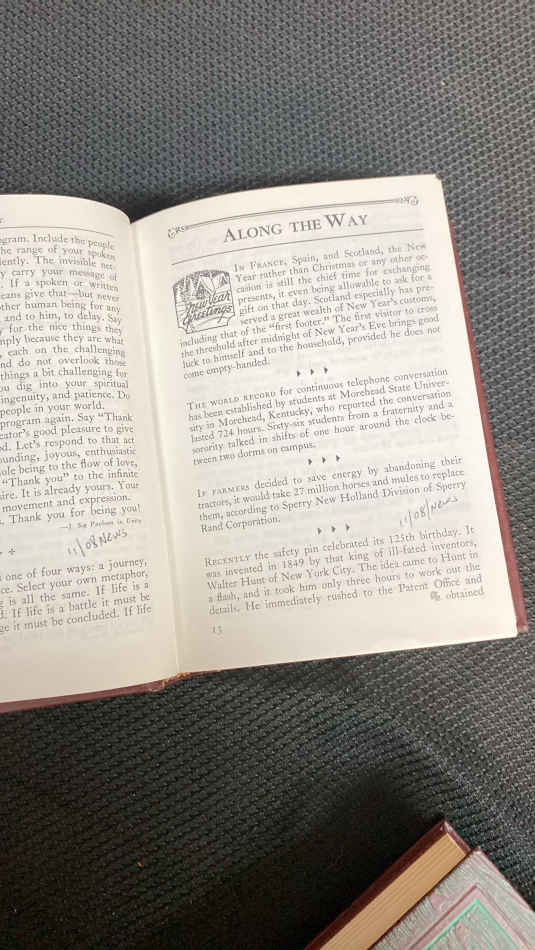 ogram. Include the people
the range of your spoken
iently. The invisible net-
y carry your message of
. If a spoken or written
eans give that—but never
other human being for any
and to him, to delay. Say
y for the nice things they
mply because they are what
, each on the challenging
nd do not overlook those
things a bit challenging for
ou dig into your spiritual
ingenuity, and patience. Do
people in your world.
program again. Say "Thank
eator's good pleasure to give
od. Let's respond to that act
ounding, joyous, enthusiastic
ole being to the flow of love,
"Thank you" to the infinite
ire. It is already yours. Your
movement and expression.
. Thank you for being you!
—J. Sig Paulson in Unity
11/08 News
one of four ways: a journey,
ce. Select your own metaphor,
g is all the same. If life is a
d. If life is a battle it must be
ge it must be concluded. If life
ALONG THE WAY
New Year Greetings
IN FRANCE, Spain, and Scotland, the New
Year rather than Christmas or any other oc-
casion is still the chief time for exchanging
presents, it even being allowable to ask for a
gift on that day. Scotland especially has pre-
served a great wealth of New Year's customs,
including that of the "first footer." The first visitor to cross
the threshold after midnight of New Year's Eve brings good
luck to himself and to the household, provided he does not
come empty-handed.
THE WORLD RECORD for continuous telephone conversation
has been established by students at Morehead State Univer-
sity in Morehead, Kentucky, who reported the conversation
lasted 724 hours. Sixty-six students from a fraternity and a
sorority talked in shifts of one hour around the clock be-
tween two dorms on campus.
IF FARMERS decided to save energy by abandoning their
tractors, it would take 27 million horses and mules to replace
them, according to Sperry New Holland Division of Sperry
Rand Corporation.
11/08/News
RECENTLY the safety pin celebrated its 125th birthday. It
was invented in 1849 by that king of ill-fated inventors,
Walter Hunt of New York City. The idea came to Hunt in
a flash, and it took him only three hours to work out the
details. He immediately rushed to the Patent Office and
obtained
13